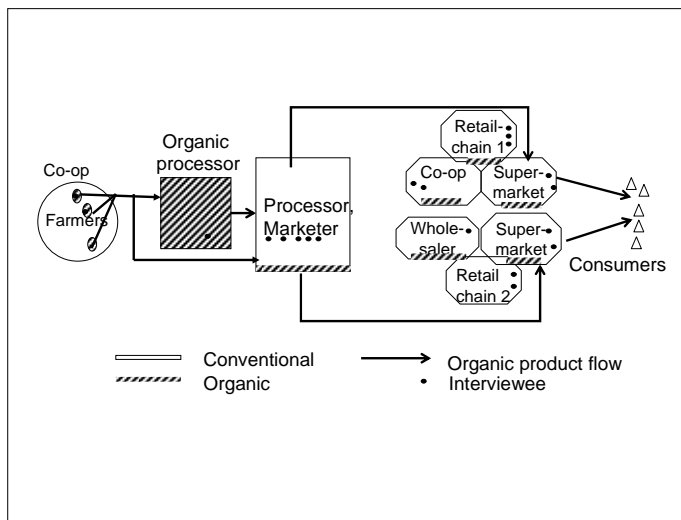 Co-op
Farmers
Organic
processor
Processor,
Marketer
Retail-
chain 1
Co-op
Super-
market
Whole-
saler
Super-
market
Retail
chain 2
Consumers
Conventional
Organic
Organic product flow
Interviewee